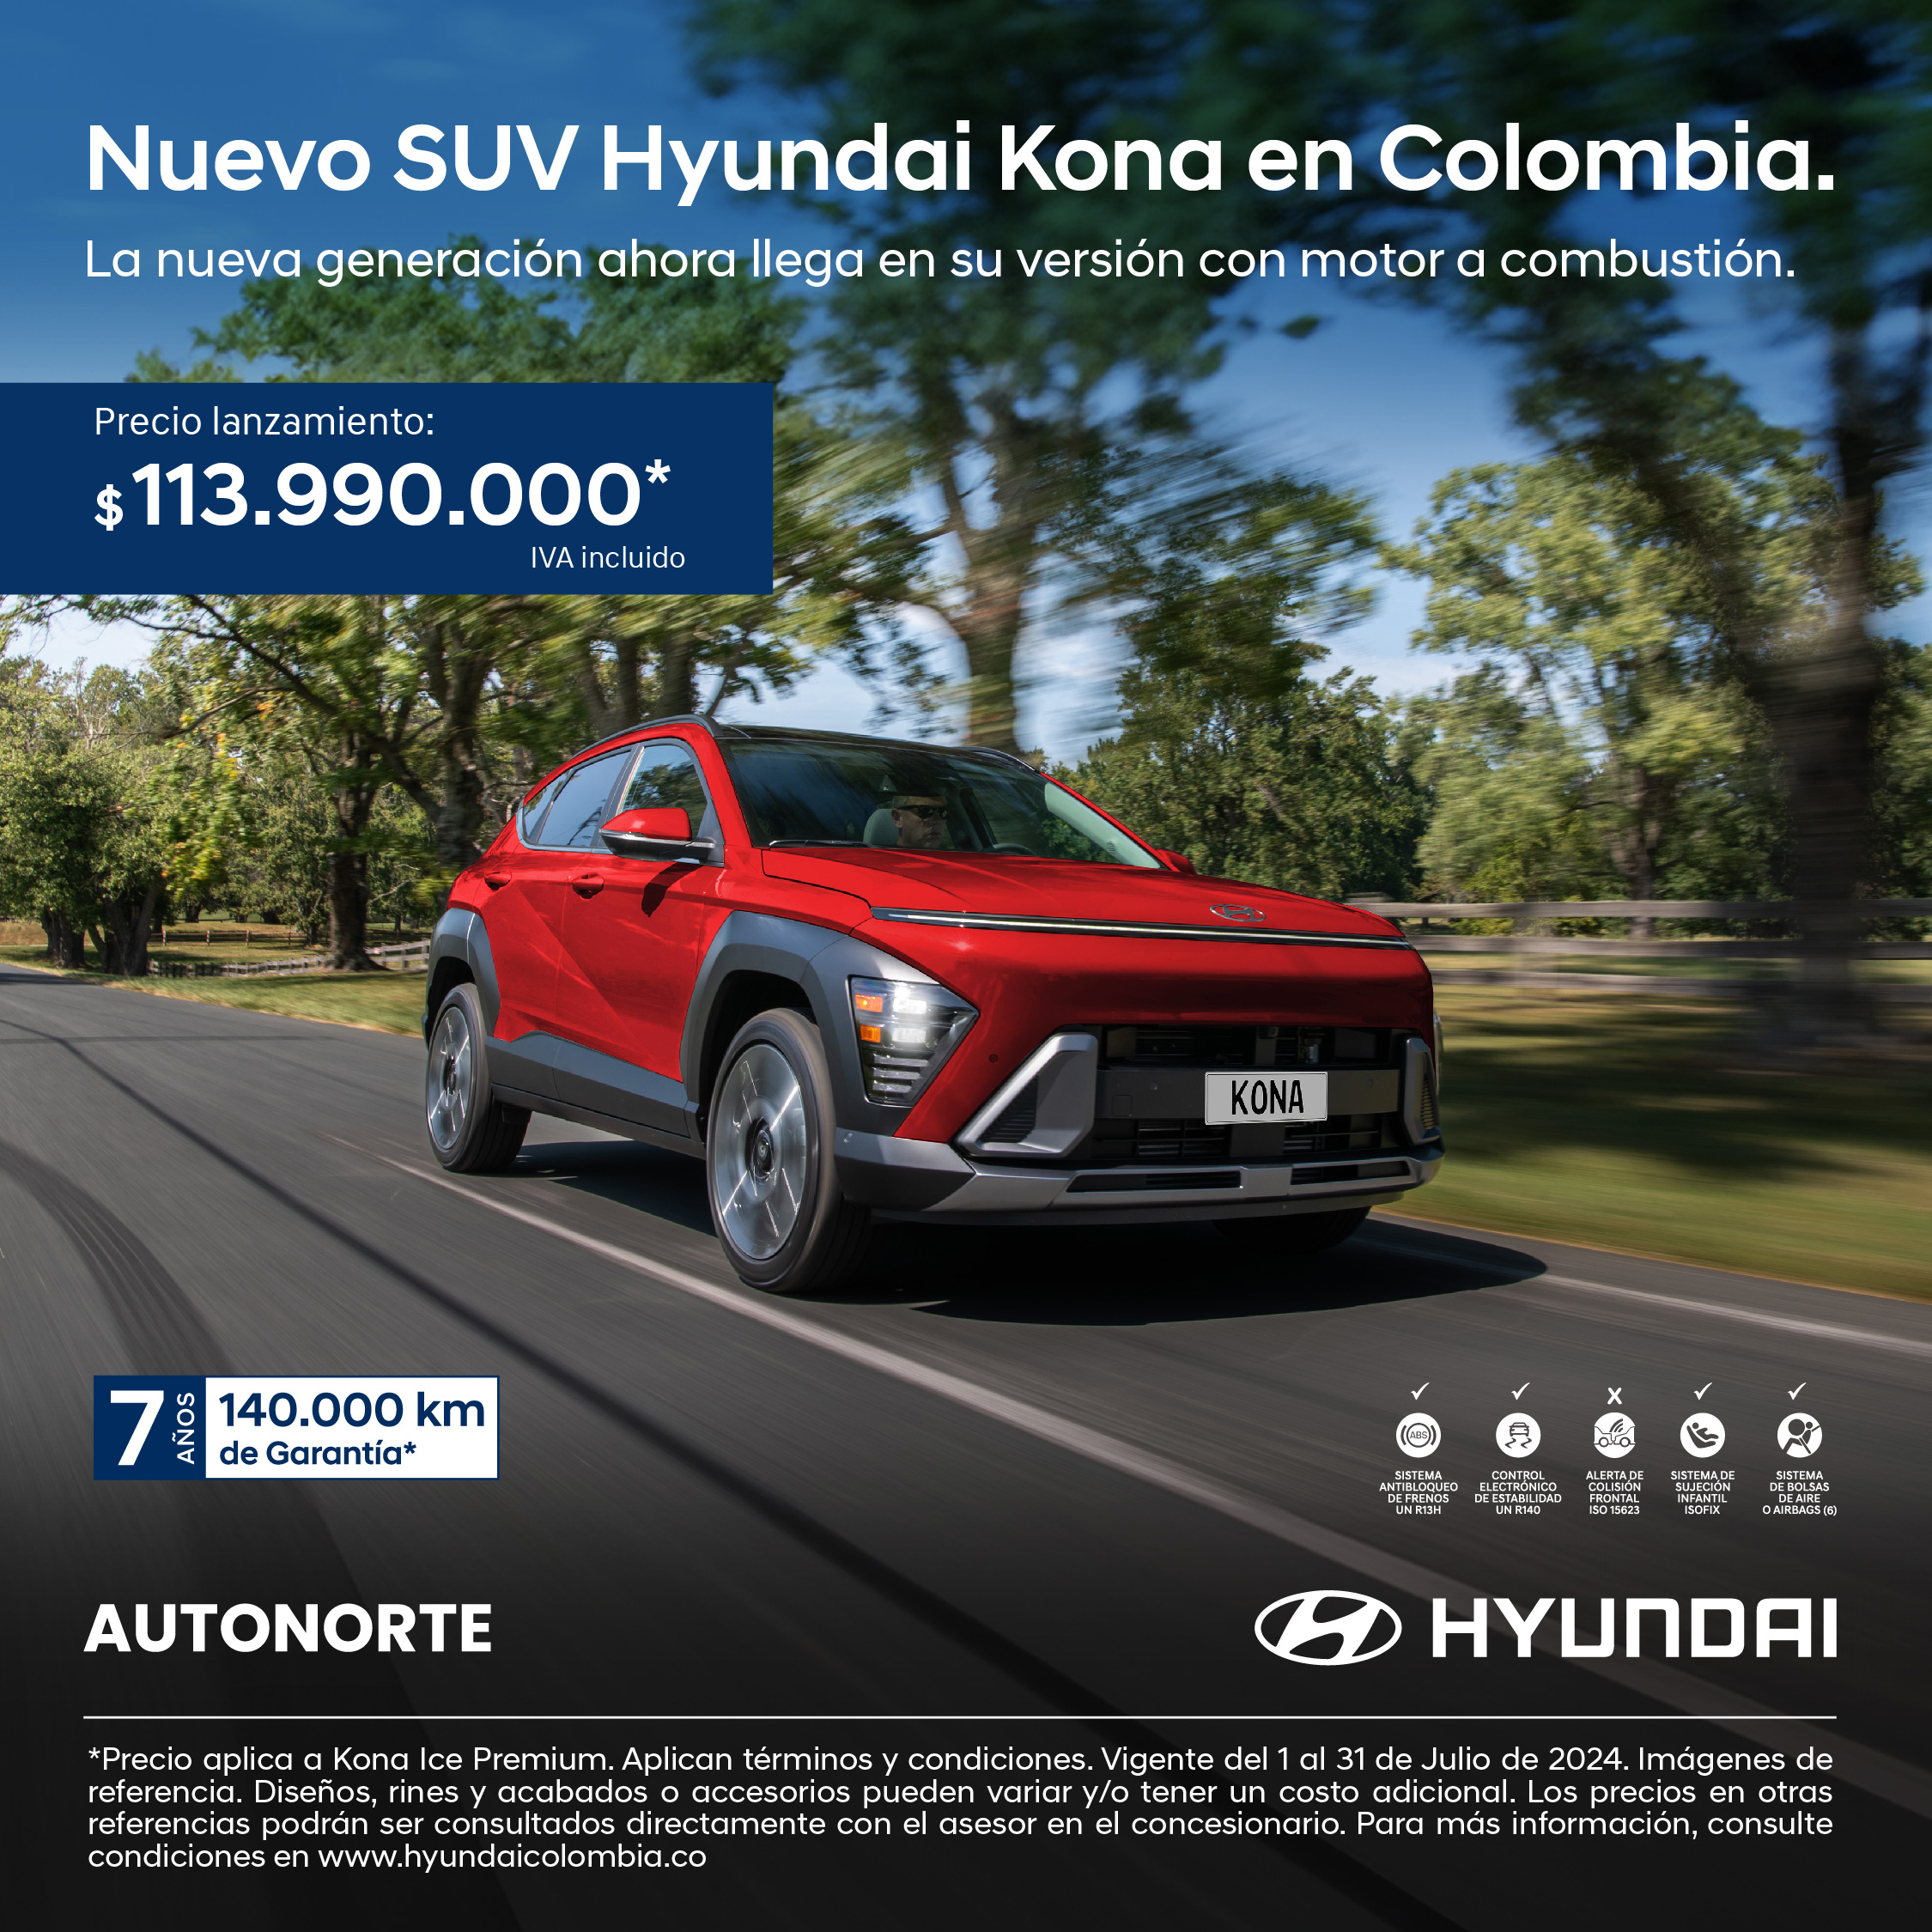 Nuevo SUV Hyundai Kona en Colombia.
La nueva generación ahora llega en su versión con motor a combustión.
Precio lanzamiento:
$113.990.000*
IVA incluido
KONA
7 AÑOS
140.000 km
de Garantía*
✓ ✓ X ✓ ✓
ABS
SISTEMA
ANTIBLOQUEO
DE FRENOS
UN R13H
CONTROL
ELECTRÓNICO
DE ESTABILIDAD
UN R140
ALERTA DE
COLISIÓN
FRONTAL
ISO 15623
SISTEMA DE
SUJECIÓN
INFANTIL
ISOFIX
SISTEMA
DE BOLSAS
DE AIRE
O AIRBAGS (6)
AUTONORTE
HYUNDAI
*Precio aplica a Kona Ice Premium. Aplican términos y condiciones. Vigente del 1 al 31 de Julio de 2024. Imágenes de
referencia. Diseños, rines y acabados o accesorios pueden variar y/o tener un costo adicional. Los precios en otras
referencias podrán ser consultados directamente con el asesor en el concesionario. Para más información, consulte
condiciones en www.hyundaicolombia.co